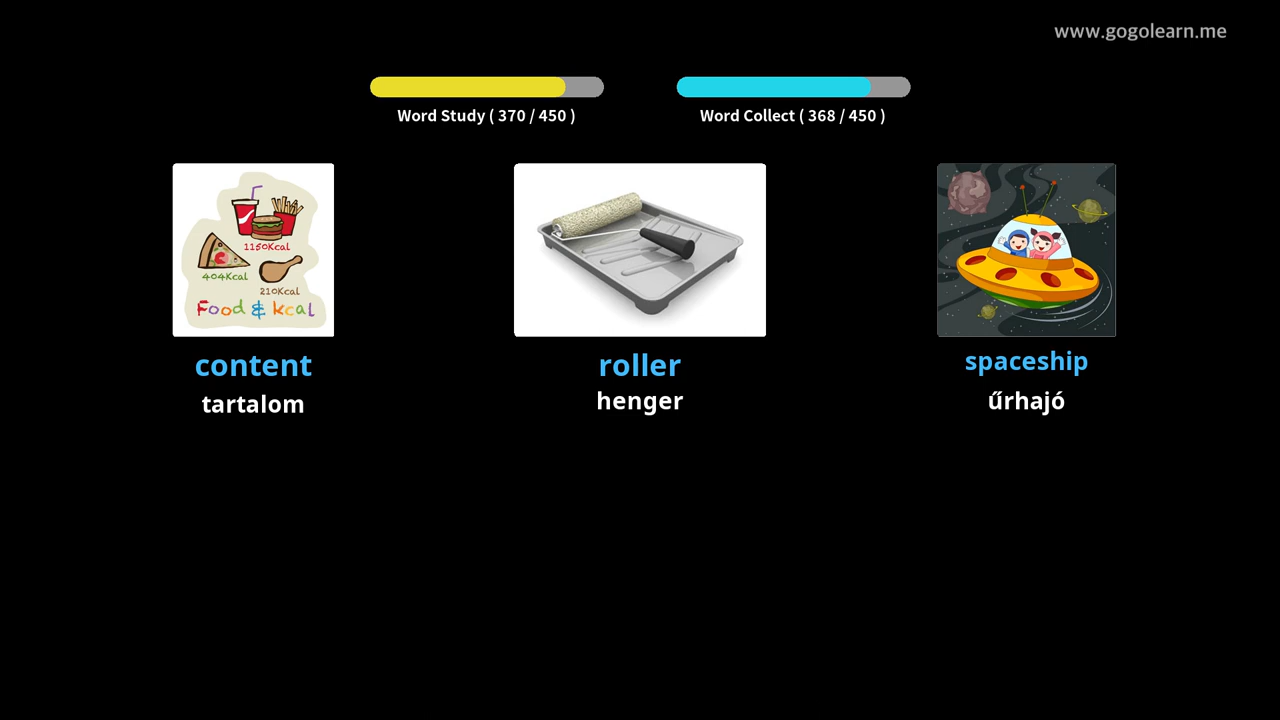 www.gogolearn.me
Word Study ( 370 / 450 )
Word Collect ( 368 / 450 )
1150Kcal
404Kcal
210Kcal
Food & kcal
content
tartalom
roller
henger
spaceship
űrhajó